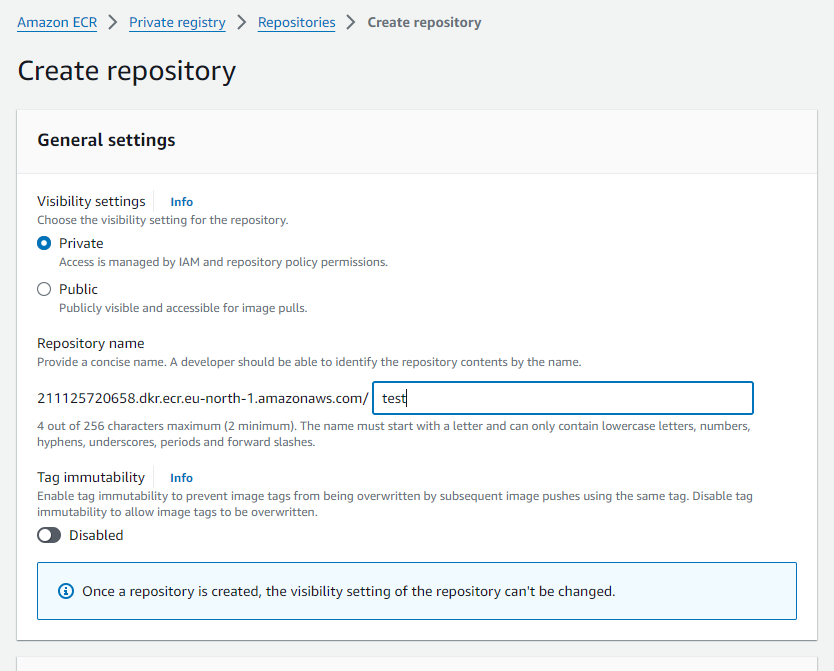 Amazon ECR > Private registry > Repositories > Create repository
Create repository
General settings
Visibility settings Info
Choose the visibility setting for the repository.
Private
Access is managed by IAM and repository policy permissions.
Public
Publicly visible and accessible for image pulls.
Repository name
Provide a concise name. A developer should be able to identify the repository contents by the name.
211125720658.dkr.ecr.eu-north-1.amazonaws.com/ test
4 out of 256 characters maximum (2 minimum). The name must start with a letter and can only contain lowercase letters, numbers,
hyphens, underscores, periods and forward slashes.
Tag immutability Info
Enable tag immutability to prevent image tags from being overwritten by subsequent image pushes using the same tag. Disable tag
immutability to allow image tags to be overwritten.
Disabled
Once a repository is created, the visibility setting of the repository can't be changed.